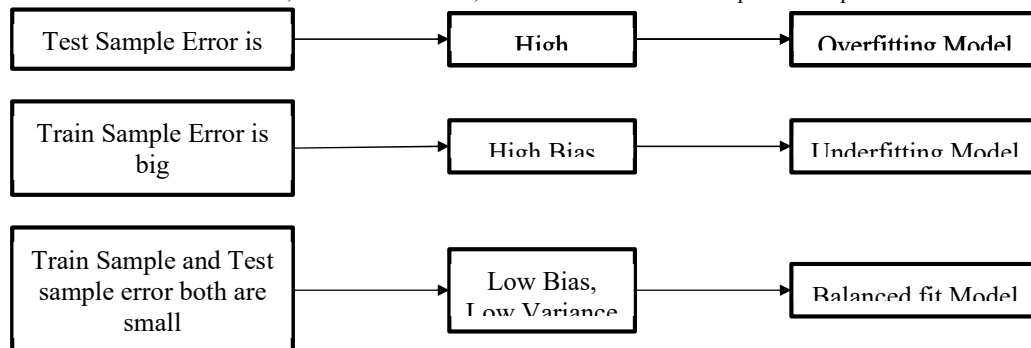 Test Sample Error is
High
Overfitting Model
Train Sample Error is
big
High Bias
Underfitting Model
Train Sample and Test
sample error both are
small
Low Bias,
Low Variance
Balanced fit Model